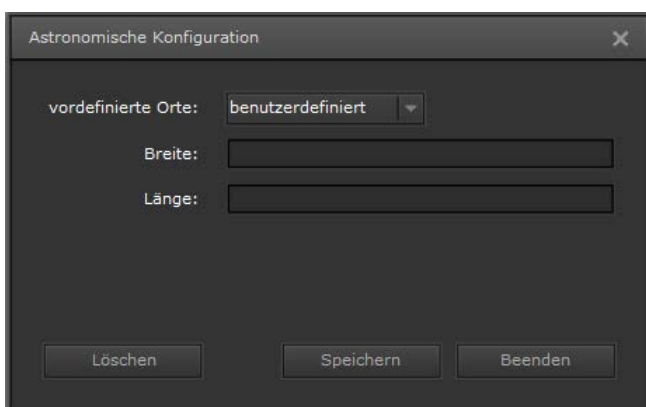 Astronomische Konfiguration
vordefinierte Orte: benutzerdefiniert
Breite:
Länge:
Löschen Speichern Beenden